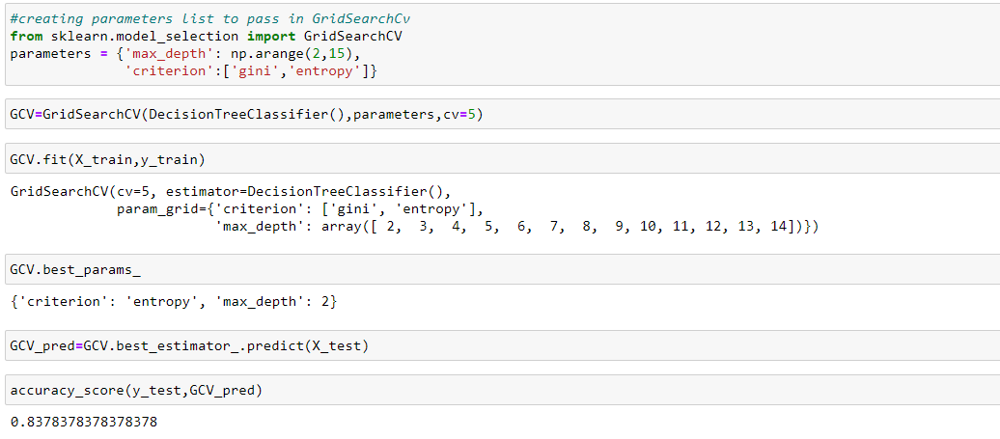 #creating parameters list to pass in GridSearchCv
from sklearn.model_selection import GridSearchCV
parameters = {'max_depth': np.arange(2,15),
'criterion':['gini','entropy']}
GCV=GridSearchCV(DecisionTreeClassifier(),parameters,cv=5)
GCV.fit(X_train,y_train)
GridSearchCV(cv=5, estimator=DecisionTreeClassifier(),
param_grid={'criterion': ['gini', 'entropy'],
'max_depth': array([ 2,  3,  4,  5,  6,  7,  8,  9, 10, 11, 12, 13, 14])})
GCV.best_params_
{'criterion': 'entropy', 'max_depth': 2}
GCV_pred=GCV.best_estimator_.predict(X_test)
accuracy_score(y_test,GCV_pred)
0.8378378378378378